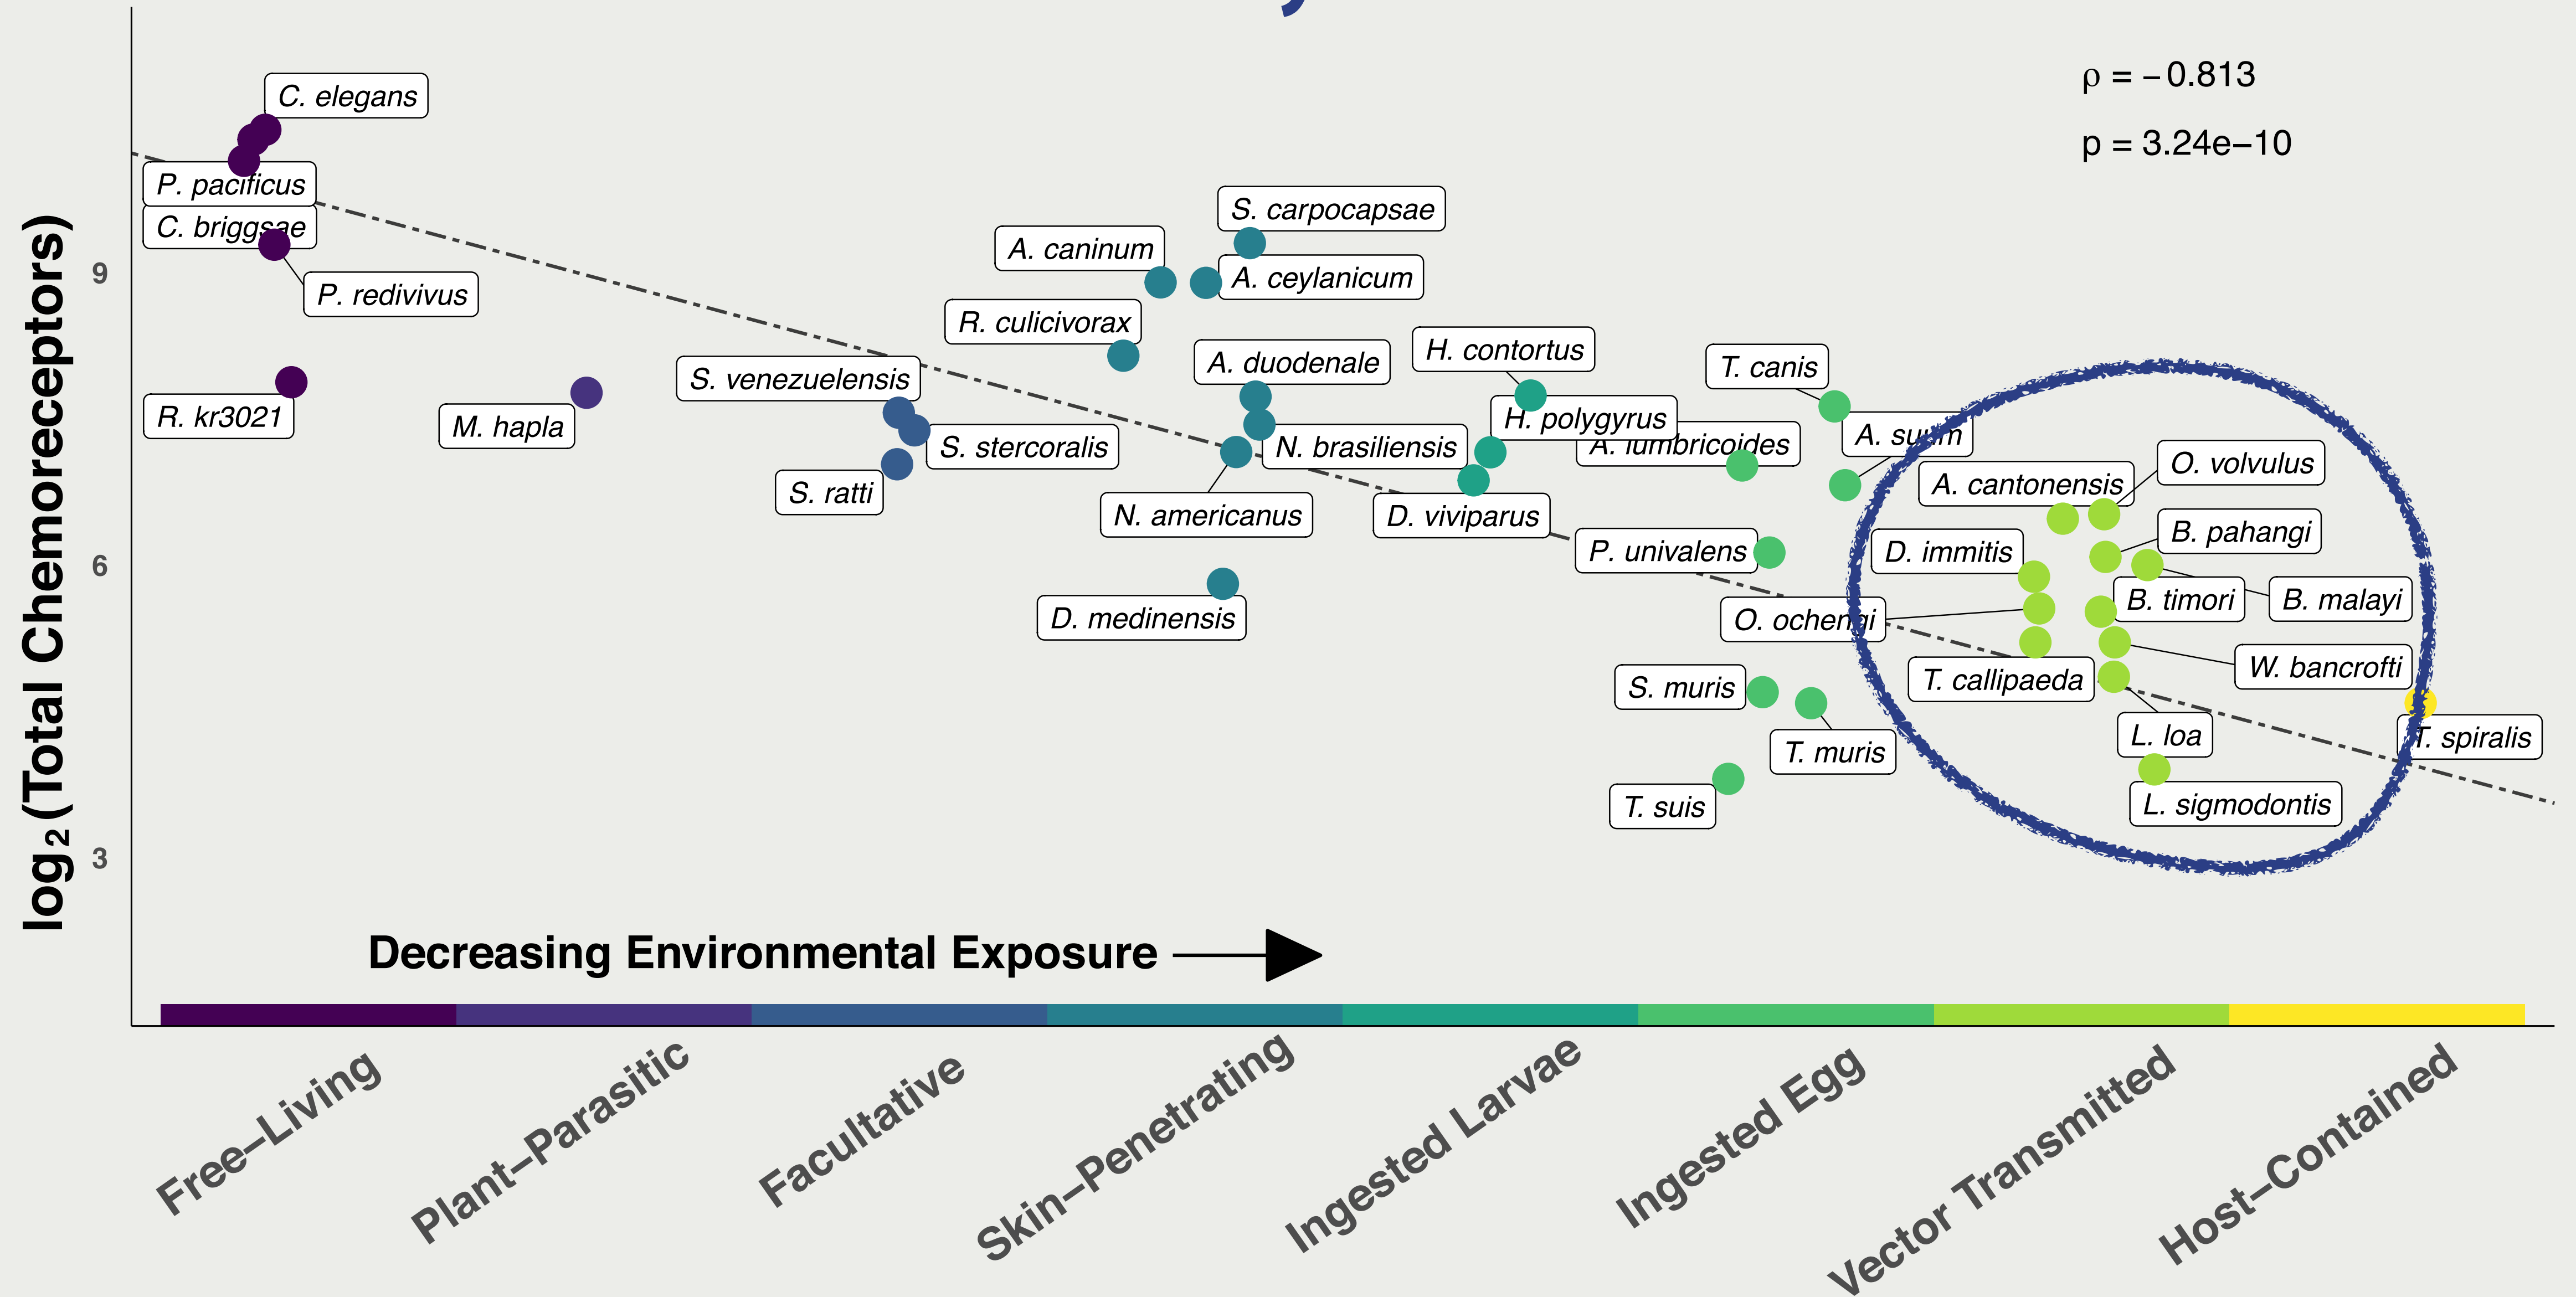 ρ = −0.813
p = 3.24e−10
log₂(Total Chemoreceptors)
9
6
3
C. elegans
P. pacificus
C. briggsae
P. redivivus
R. kr3021
M. hapla
S. venezuelensis
S. stercoralis
S. ratti
S. carpocapsae
A. caninum
A. ceylanicum
R. culicivorax
A. duodenale
N. brasiliensis
N. americanus
D. medinensis
H. contortus
H. polygyrus
D. viviparus
T. canis
A. lumbricoides
A. suum
P. univalens
S. muris
T. muris
T. suis
A. cantonensis
O. volvulus
D. immitis
B. pahangi
B. timori
B. malayi
O. ochengi
T. callipaeda
W. bancrofti
L. loa
L. sigmodontis
T. spiralis
Decreasing Environmental Exposure
Free−Living
Plant−Parasitic
Facultative
Skin−Penetrating
Ingested Larvae
Ingested Egg
Vector Transmitted
Host−Contained